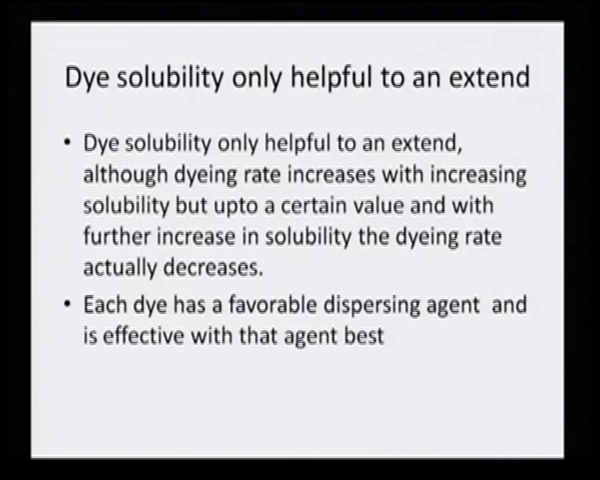 Dye solubility only helpful to an extend
• Dye solubility only helpful to an extend,
although dyeing rate increases with increasing
solubility but upto a certain value and with
further increase in solubility the dyeing rate
actually decreases.
• Each dye has a favorable dispersing agent and
is effective with that agent best